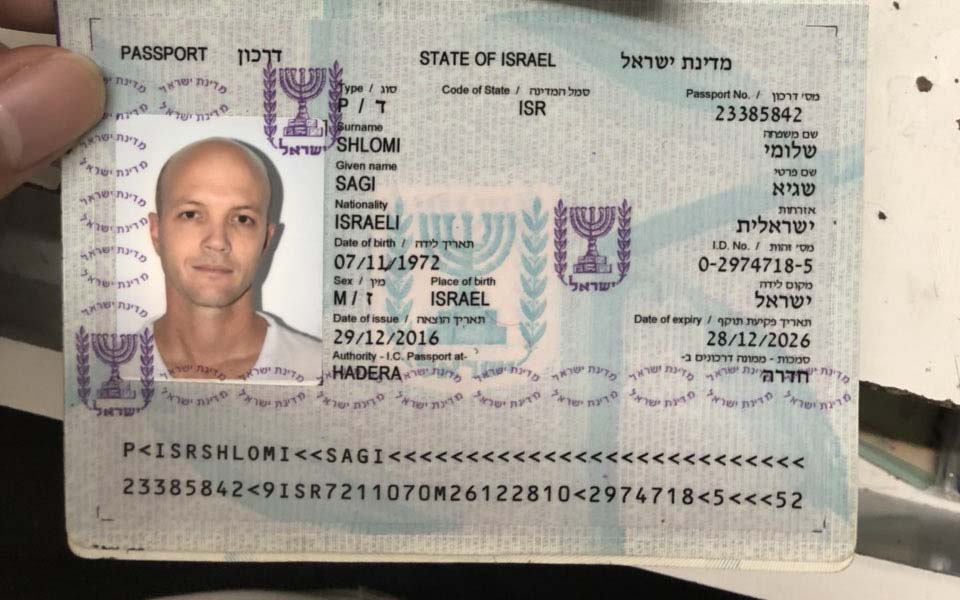 PASSPORT דרכון STATE OF ISRAEL מדינת ישראל
Type / סוג Code of State / סמל המדינה Passport No. / מס׳ דרכון
P / ד ISR 23385842
Surname שם משפחה
SHLOMI שלומי
Given name שם פרטי
SAGI שגיא
Nationality אזרחות
ISRAELI ישראלית
Date of birth / תאריך לידה I.D. No. / מס׳ זהות
07/11/1972 0-2974718-5
Sex / מין Place of birth מקום לידה
M / ז ISRAEL ישראל
Date of issue / תאריך הוצאה Date of expiry / תאריך פקיעת תוקף
29/12/2016 28/12/2026
Authority - I.C. Passport at- סמכות - ממונה דרכונים ב-
HADERA חדרה
ישראל
ישראל
ישראל
מדינת ישראל
P<ISRSHLOMI<<SAGI<<<<<<<<<<<<<<<<<<<<<<<<<<<
23385842<9ISR7211070M26122810<2974718<5<<<52